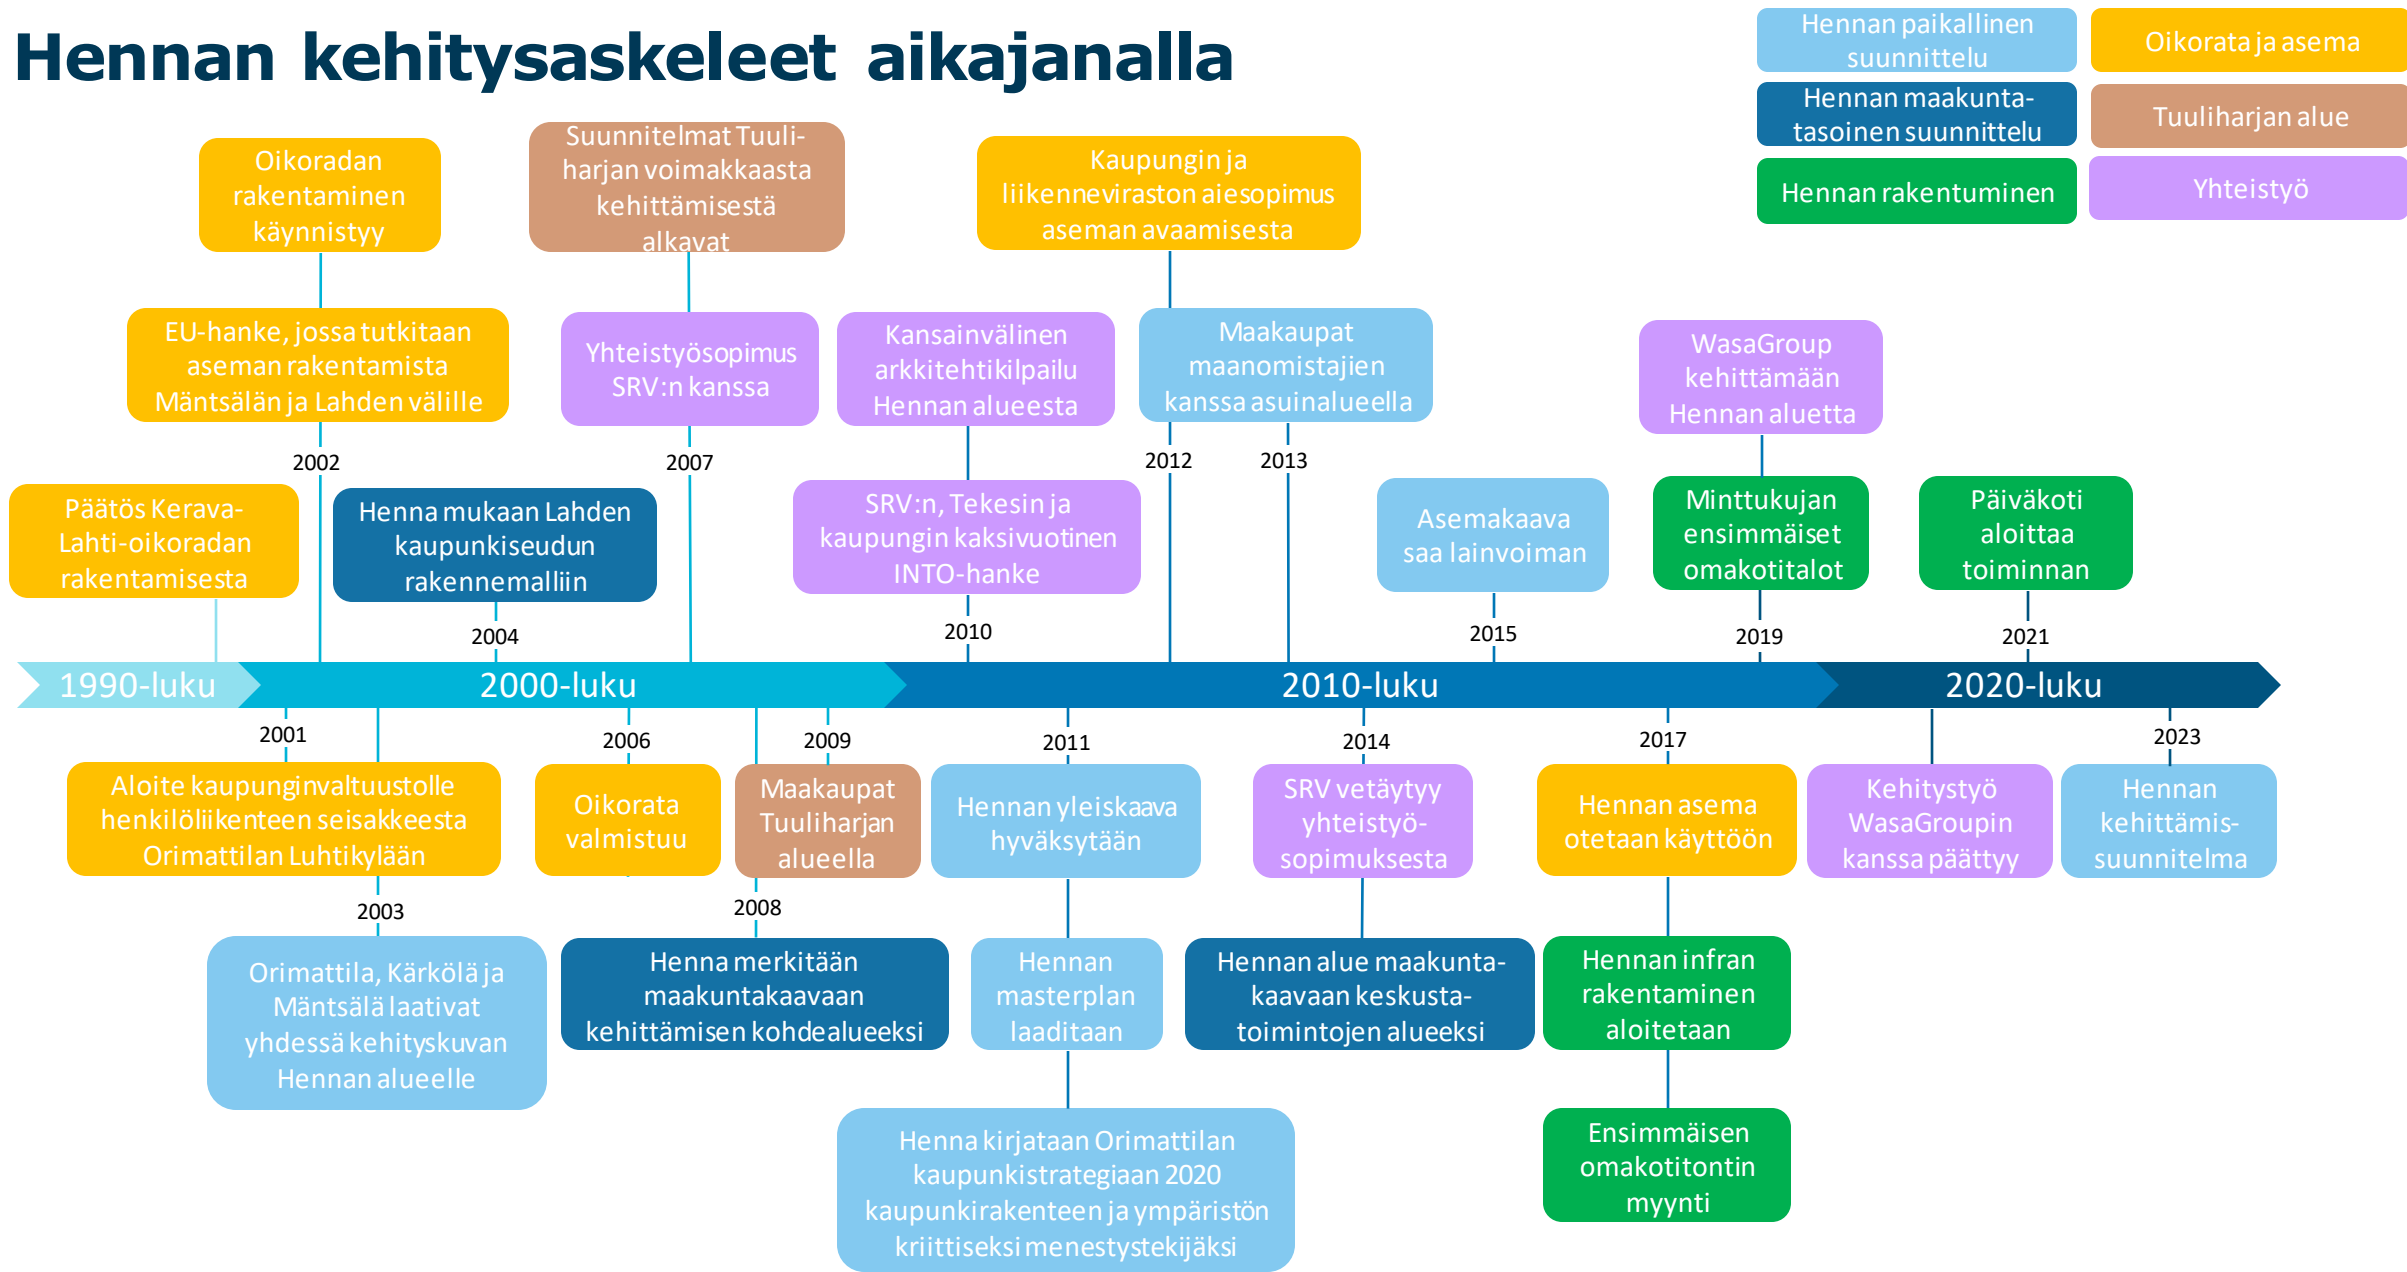 Hennan kehitysaskeleet aikajanalla
Hennan paikallinen
suunnittelu
Oikorata ja asema
Hennan maakunta-
tasoinen suunnittelu
Tuuliharjan alue
Hennan rakentuminen
Yhteistyö
Oikoradan
rakentaminen
käynnistyy
Suunnitelmat Tuuli-
harjan voimakkaasta
kehittämisestä
alkavat
Kaupungin ja
liikenneviraston aiesopimus
aseman avaamisesta
EU-hanke, jossa tutkitaan
aseman rakentamista
Mäntsälän ja Lahden välille
Yhteistyösopimus
SRV:n kanssa
Kansainvälinen
arkkitehtikilpailu
Hennan alueesta
Maakaupat
maanomistajien
kanssa asuinalueella
WasaGroup
kehittämään
Hennan aluetta
2002
2007
2012
2013
Päätös Kerava-
Lahti-oikoradan
rakentamisesta
Henna mukaan Lahden
kaupunkiseudun
rakennemalliin
SRV:n, Tekesin ja
kaupungin kaksivuotinen
INTO-hanke
Asemakaava
saa lainvoiman
Minttukujan
ensimmäiset
omakotitalot
Päiväkoti
aloittaa
toiminnan
2004
2010
2015
2019
2021
1990-luku
2000-luku
2010-luku
2020-luku
2001
2006
2009
2011
2014
2017
2023
Aloite kaupunginvaltuustolle
henkilöliikenteen seisakkeesta
Orimattilan Luhtikylään
Oikorata
valmistuu
Maakaupat
Tuuliharjan
alueella
Hennan yleiskaava
hyväksytään
SRV vetäytyy
yhteistyö-
sopimuksesta
Hennan asema
otetaan käyttöön
Kehitystyö
WasaGroupin
kanssa päättyy
Hennan
kehittämis-
suunnitelma
2003
2008
Orimattila, Kärkölä ja
Mäntsälä laativat
yhdessä kehityskuvan
Hennan alueelle
Henna merkitään
maakuntakaavaan
kehittämisen kohdealueeksi
Hennan
masterplan
laaditaan
Hennan alue maakunta-
kaavaan keskusta-
toimintojen alueeksi
Hennan infran
rakentaminen
aloitetaan
Henna kirjataan Orimattilan
kaupunkistrategiaan 2020
kaupunkirakenteen ja ympäristön
kriittiseksi menestystekijäksi
Ensimmäisen
omakotitontin
myynti